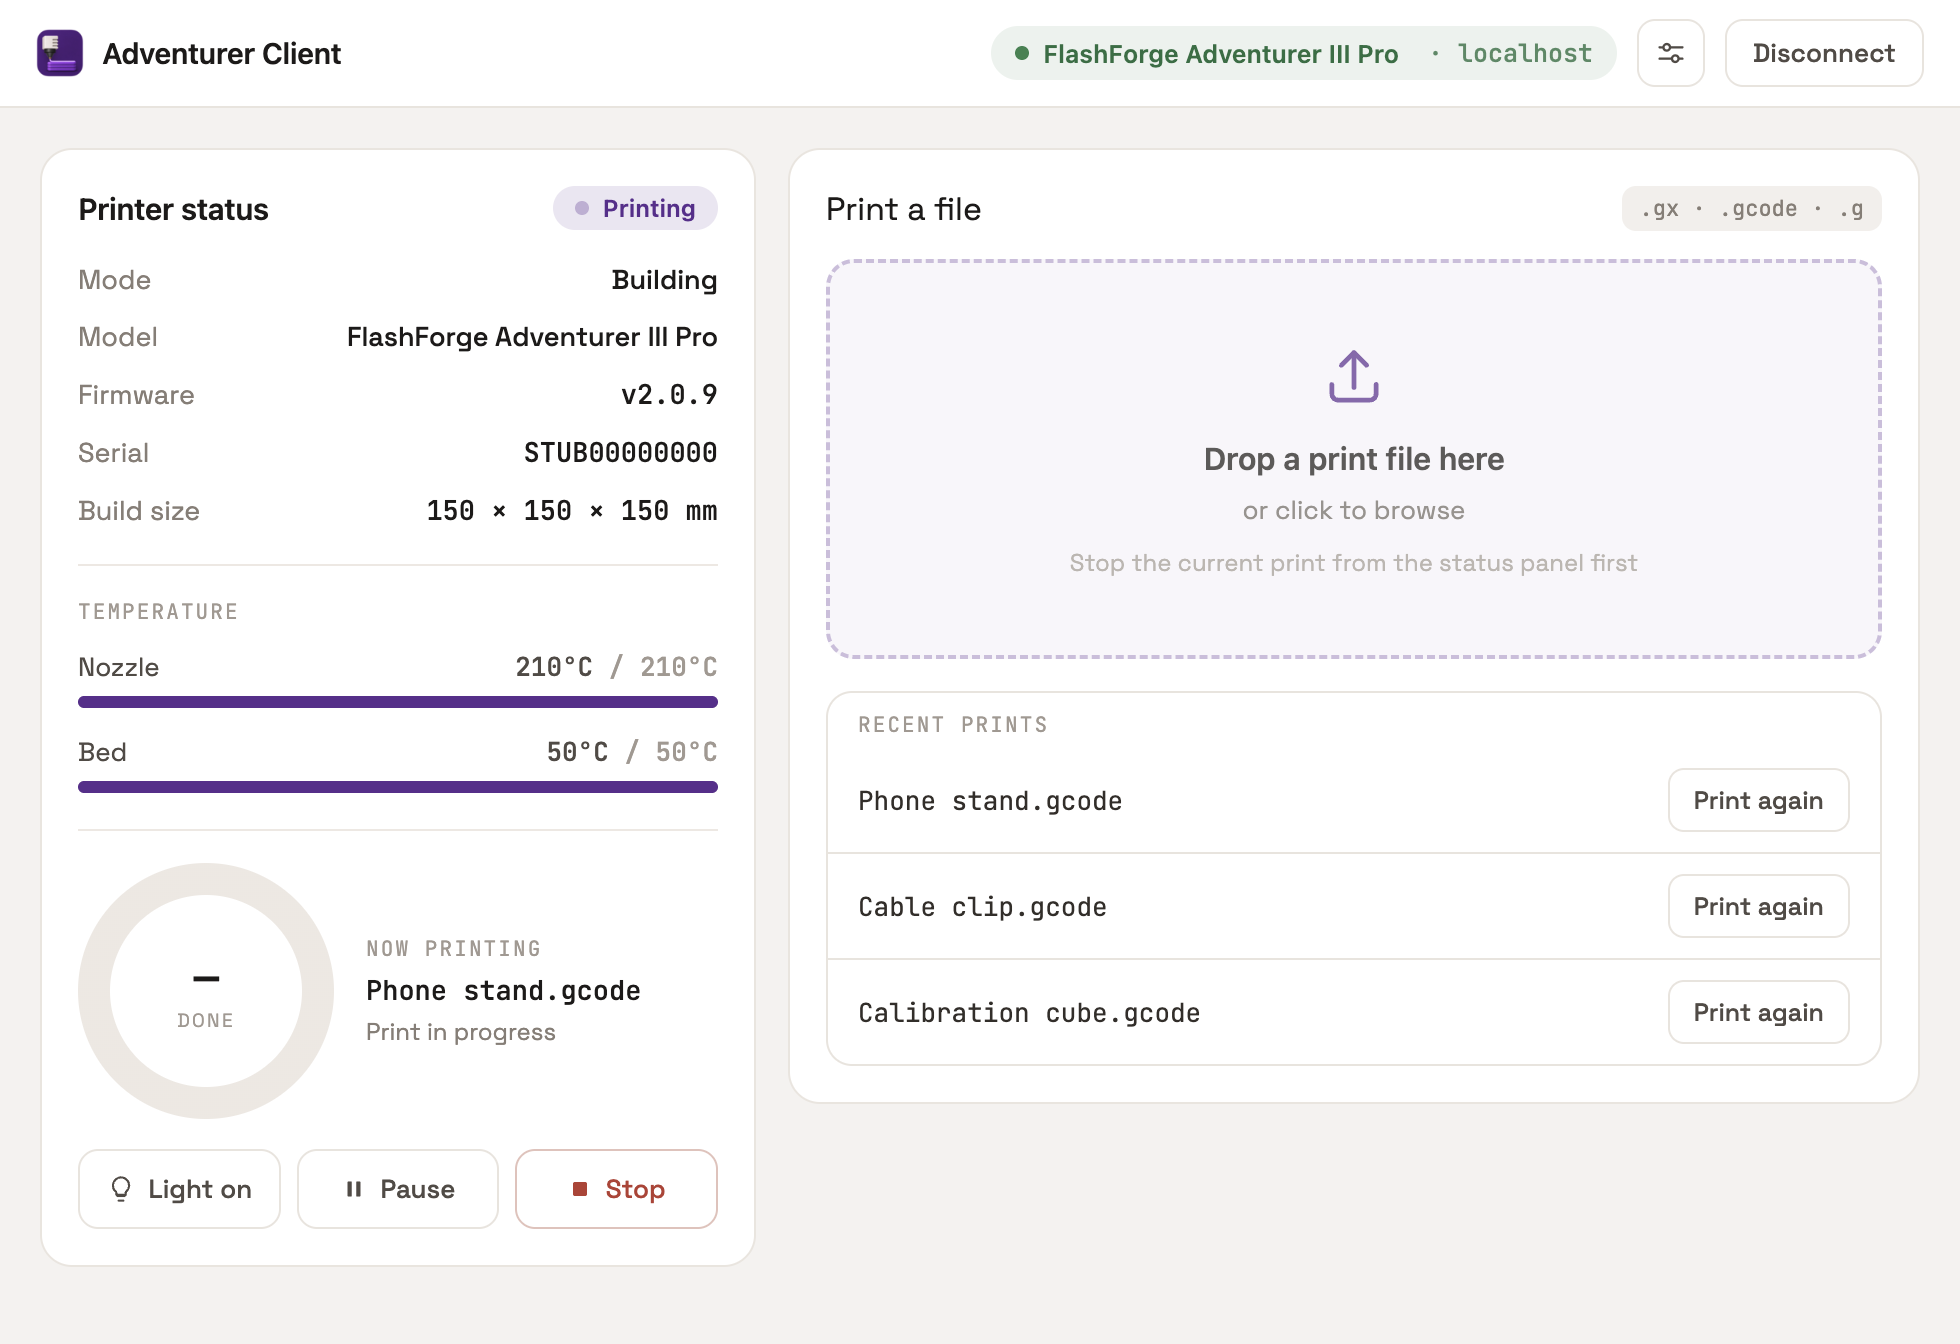 Adventurer Client
FlashForge Adventurer III Pro · localhost
Disconnect
Printer status
Printing
Mode Building
Model FlashForge Adventurer III Pro
Firmware v2.0.9
Serial STUB00000000
Build size 150 × 150 × 150 mm
TEMPERATURE
Nozzle 210°C / 210°C
Bed 50°C / 50°C
—
DONE
NOW PRINTING
Phone stand.gcode
Print in progress
Light on
Pause
Stop
Print a file
.gx · .gcode · .g
Drop a print file here
or click to browse
Stop the current print from the status panel first
RECENT PRINTS
Phone stand.gcode Print again
Cable clip.gcode Print again
Calibration cube.gcode Print again